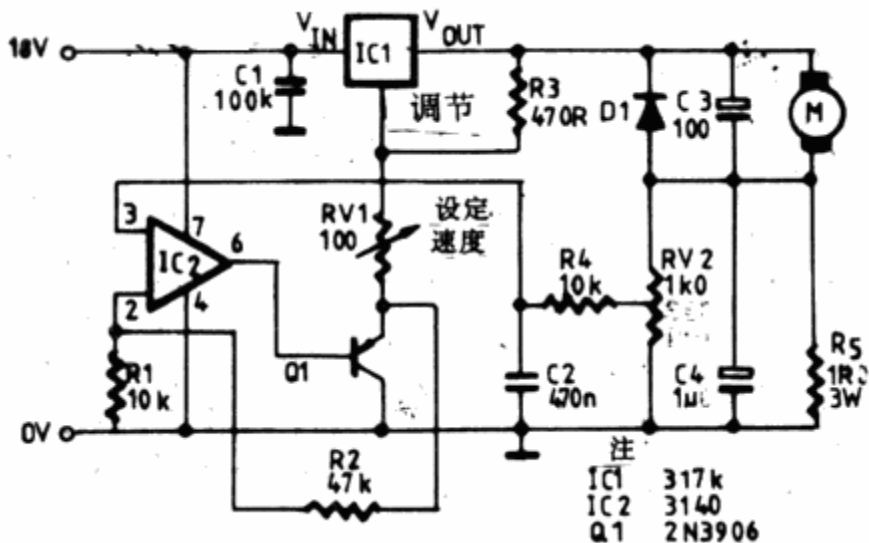 18V
V IN
IC1
V OUT
C1
100k
调节
R3
470R
D1
C3
100
M
3
7
IC2
6
2
4
RV1
100
设定
速度
R4
10k
RV2
1k0
R1
10k
Q1
C2
470n
C4
R5
3W
0V
R2
47k
注
IC1 317k
IC2 3140
Q1 2N3906